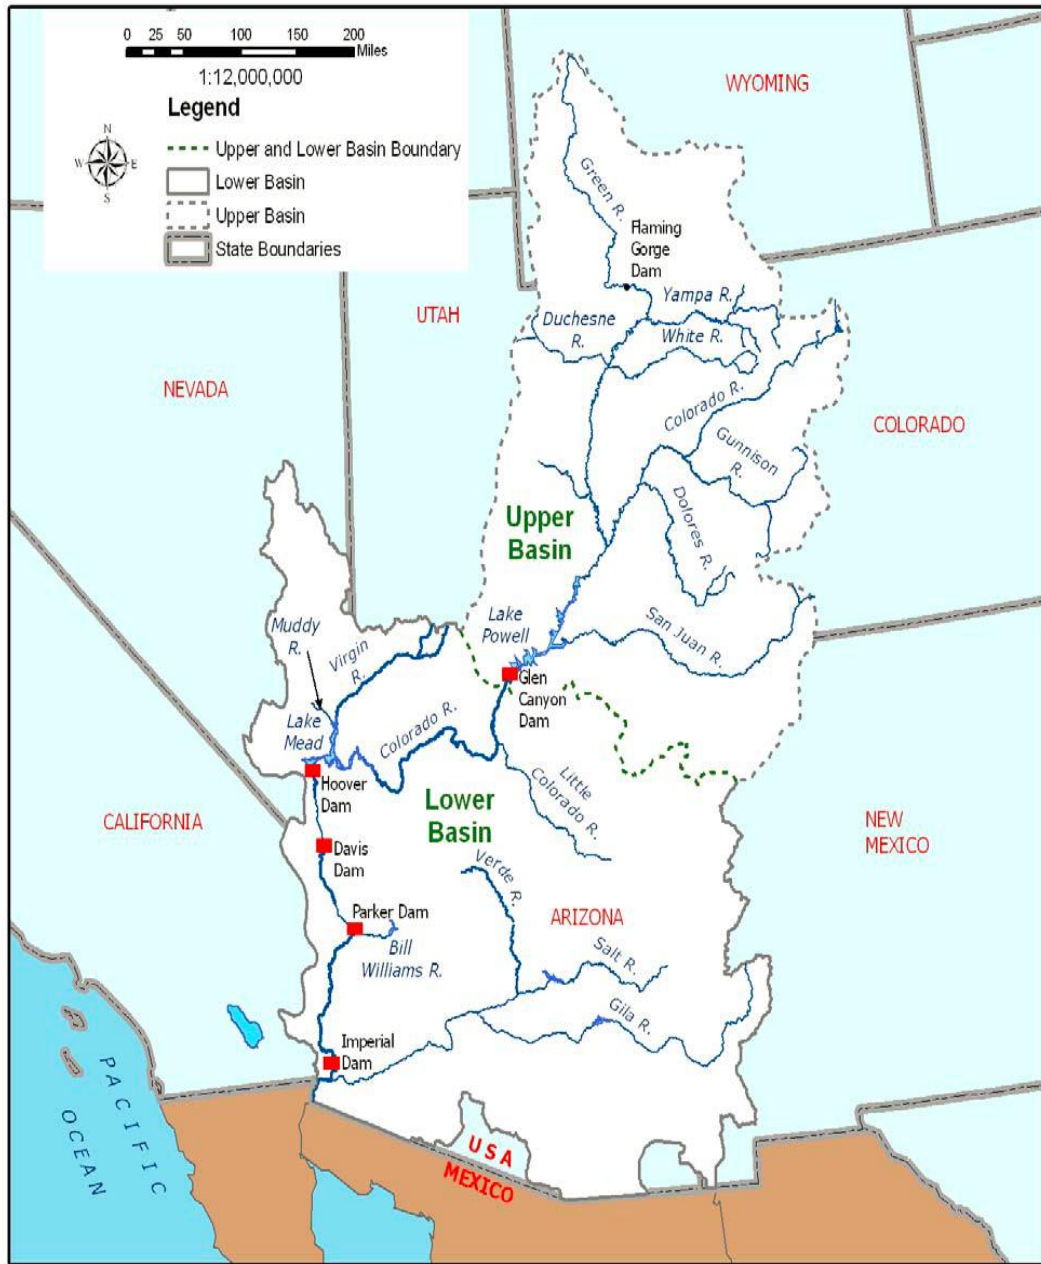 0 25 50 100 150 200
Miles
1:12,000,000
Legend
N
W E
S
Upper and Lower Basin Boundary
Lower Basin
Upper Basin
State Boundaries
WYOMING
Green R.
Flaming
Gorge
Dam
UTAH
Yampa R.
Duchesne
R.
White R.
NEVADA
Colorado R.
COLORADO
Gunnison
R.
Dolores R.
Upper
Basin
Lake
Powell
San Juan R.
Muddy
R.
Virgin
R.
Glen
Canyon
Dam
Lake
Mead
Colorado R.
Hoover
Dam
Little
Colorado R.
Lower
Basin
CALIFORNIA
NEW
MEXICO
Davis
Dam
Verde R.
Parker Dam
ARIZONA
Bill
Williams R.
Salt R.
Gila R.
Imperial
Dam
PACIFIC
OCEAN
USA
MEXICO